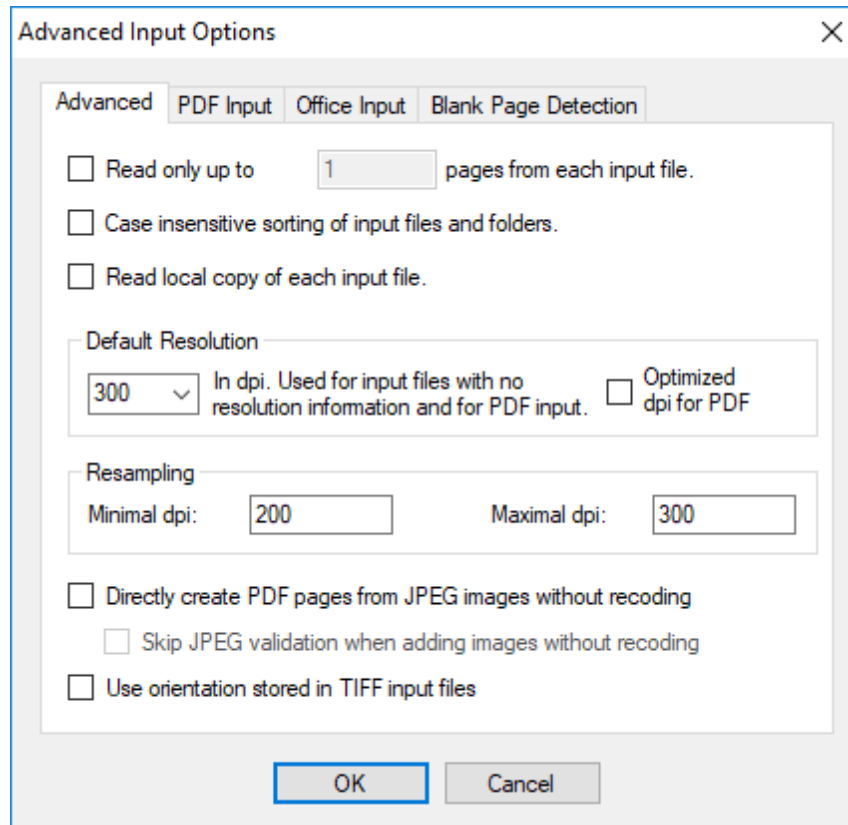 Advanced Input Options
Advanced PDF Input Office Input Blank Page Detection
Read only up to 1 pages from each input file.
Case insensitive sorting of input files and folders.
Read local copy of each input file.
Default Resolution
300 In dpi. Used for input files with no resolution information and for PDF input. Optimized dpi for PDF
Resampling
Minimal dpi: 200 Maximal dpi: 300
Directly create PDF pages from JPEG images without recoding
Skip JPEG validation when adding images without recoding
Use orientation stored in TIFF input files
OK Cancel